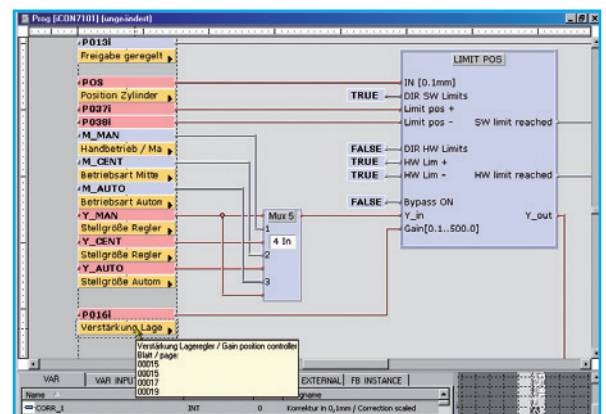 Prog [iCON7101] (ungeändert)
P013i
Freigabe geregelt
POS
Position Zylinder
P037i
P038i
M_MAN
Handbetrieb / Ma
M_CENT
Betriebsart Mitte
M_AUTO
Betriebsart Autom
Y_MAN
Stellgröße Regler
Y_CENT
Stellgröße Regler
Y_AUTO
Stellgröße Autom
P016i
Verstärkung Lage
Mux 5
4 In
1
2
3
LIMIT POS
IN [0.1mm]
TRUE DIR SW Limits
Limit pos +
Limit pos - SW limit reached
FALSE DIR HW Limits
TRUE HW Lim +
TRUE HW Lim - HW limit reached
FALSE Bypass ON
Y_in Y_out
Gain[0.1..500.0]
Verstärkung Lageregler / Gain position controller
Blatt / page:
00015
00015
00017
00019
VAR VAR INPU EXTERNAL FB INSTANCE
Name gname
CORR_1 INT 0 Korrektur in 0,1mm / Correction scaled